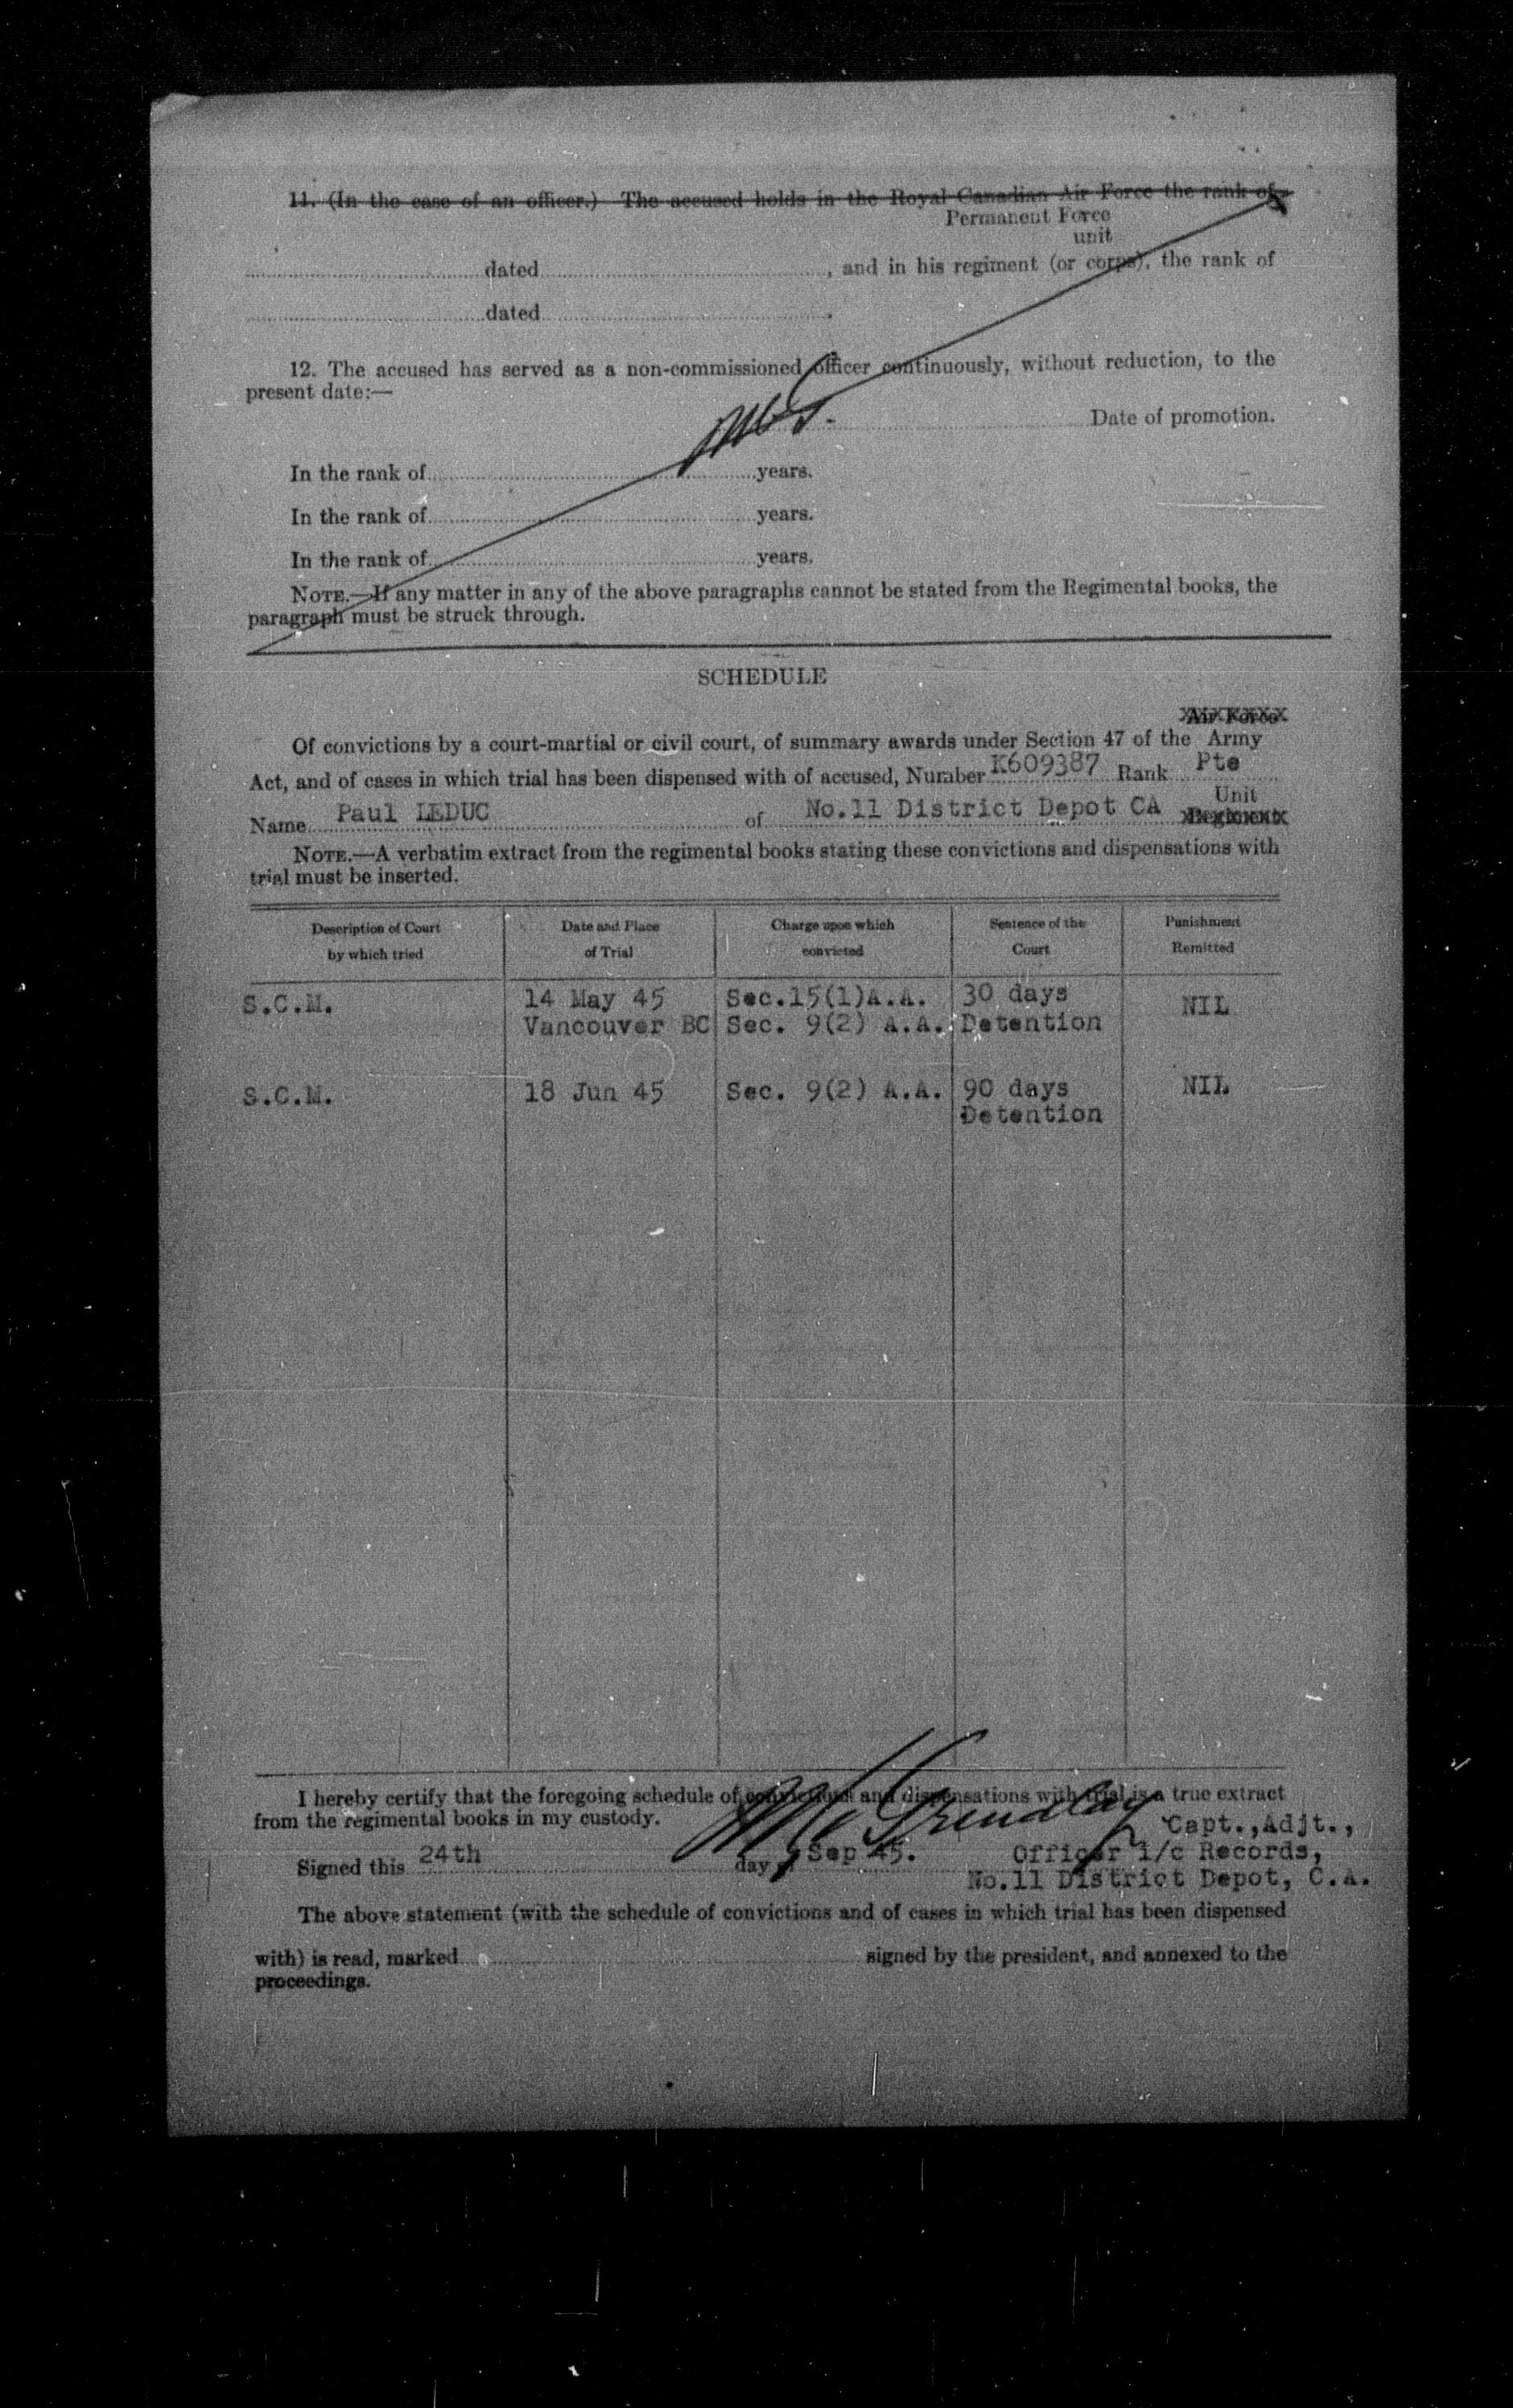 11. (In the case of an officer.) The accused holds in the Royal Canadian Air Force the rank of
Permanent Force
unit
dated , and in his regiment (or corps), the rank of
dated .
12. The accused has served as a non-commissioned officer continuously, without reduction, to the
present date:—
Date of promotion.
In the rank of years.
In the rank of years.
In the rank of years.
NOTE.—If any matter in any of the above paragraphs cannot be stated from the Regimental books, the
paragraph must be struck through.
SCHEDULE
Air Force
Of convictions by a court-martial or civil court, of summary awards under Section 47 of the Army
Act, and of cases in which trial has been dispensed with of accused, Number K609387 Rank Pte
Unit
Name Paul LEDUC of No.11 District Depot CA Regiment
NOTE.—A verbatim extract from the regimental books stating these convictions and dispensations with
trial must be inserted.
Description of Court Date and Place Charge upon which Sentence of the Punishment
by which tried of Trial convicted Court Remitted
S.C.M. 14 May 45 Sec.15(1)A.A. 30 days NIL
Vancouver BC Sec. 9(2) A.A. Detention
S.C.M. 18 Jun 45 Sec. 9(2) A.A. 90 days NIL
Detention
I hereby certify that the foregoing schedule of convictions and dispensations with trial is a true extract
from the regimental books in my custody. Capt.,Adjt.,
Signed this 24th day of Sep 45. Officer i/c Records,
No.11 District Depot, C.A.
The above statement (with the schedule of convictions and of cases in which trial has been dispensed
with) is read, marked signed by the president, and annexed to the
proceedings.